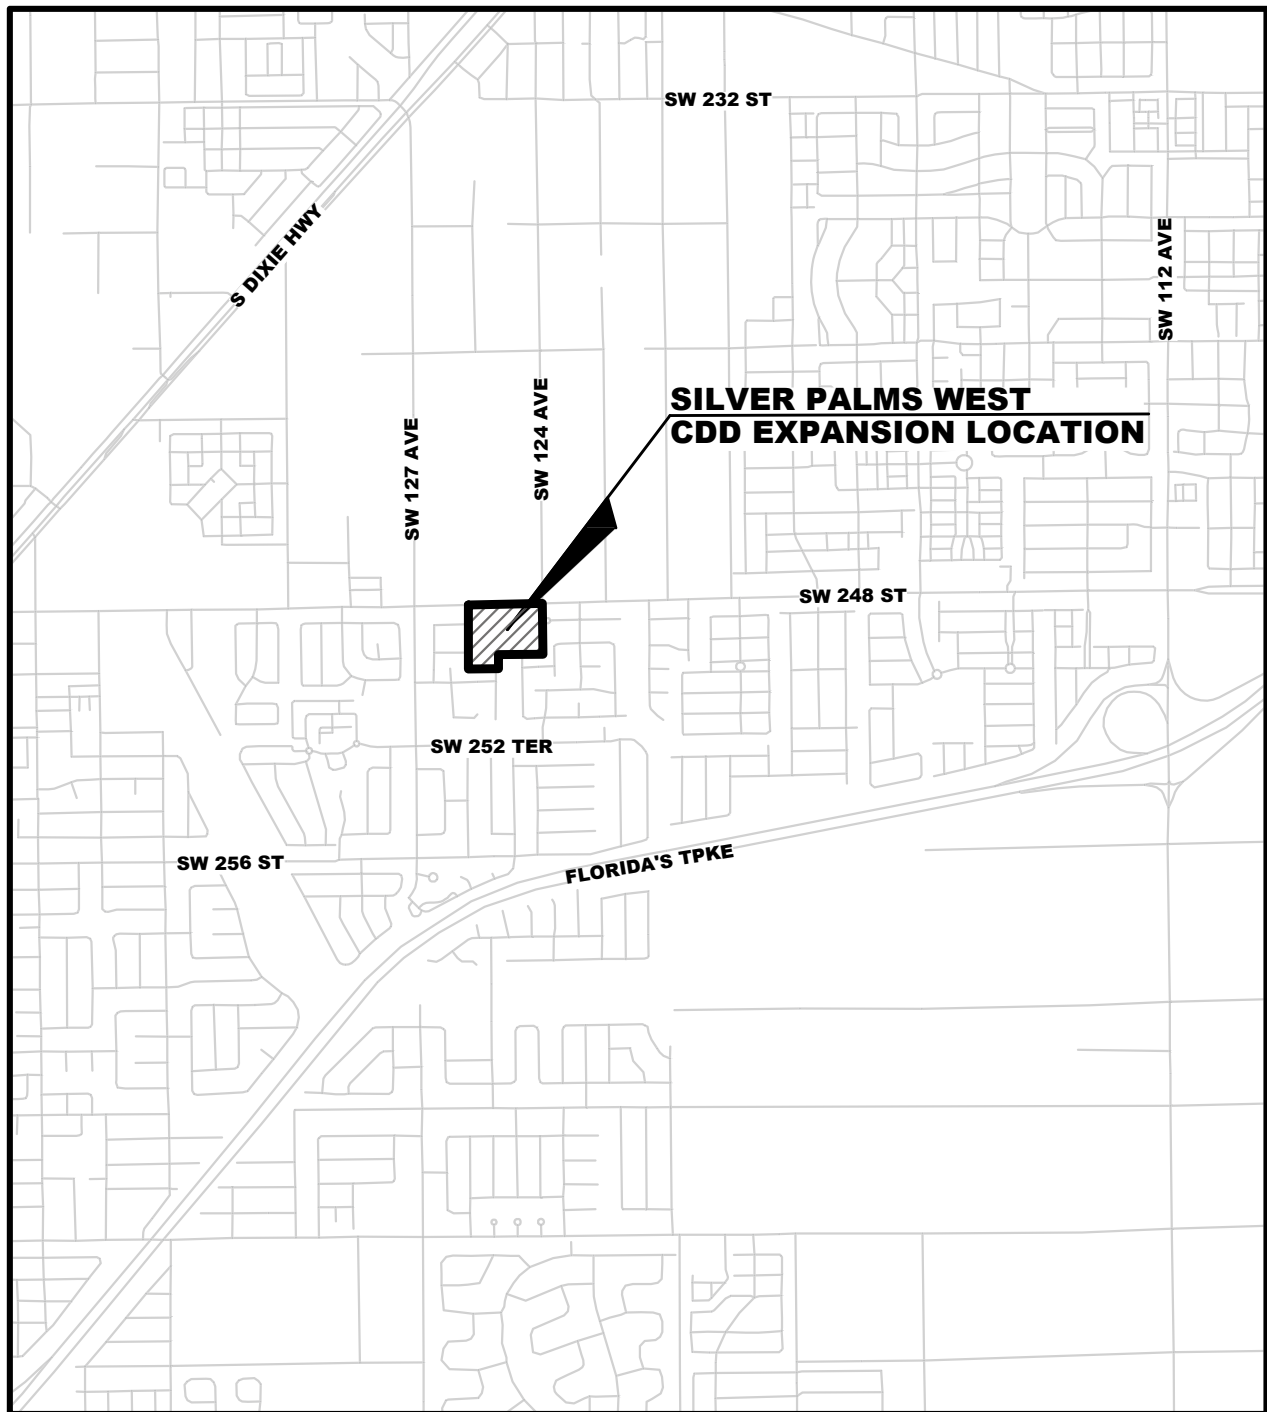 SW 232 ST
S DIXIE HWY
SW 112 AVE
SILVER PALMS WEST
CDD EXPANSION LOCATION
SW 124 AVE
SW 127 AVE
SW 248 ST
SW 252 TER
SW 256 ST
FLORIDA'S TPKE